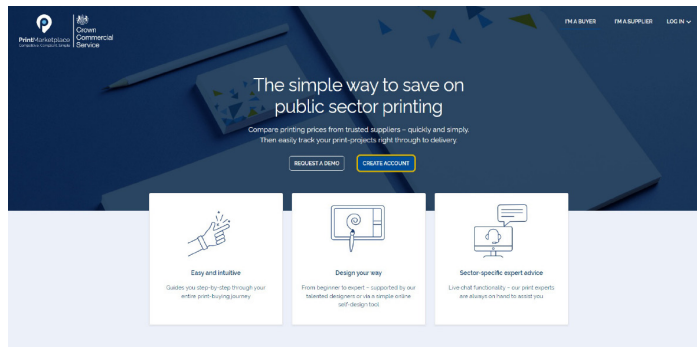 PrintMarketplace
Competitive. Compliant. Simple
Crown
Commercial
Service
I'M A BUYER
I'M A SUPPLIER
LOG IN
The simple way to save on
public sector printing
Compare printing prices from trusted suppliers – quickly and simply.
Then easily track your print-projects right through to delivery.
REQUEST A DEMO
CREATE ACCOUNT
Easy and intuitive
Guides you step-by-step through your
entire print-buying journey
Design your way
From beginner to expert – supported by our
talented designers or via a simple online
self-design tool
Sector-specific expert advice
Live chat functionality – our print experts
are always on hand to assist you